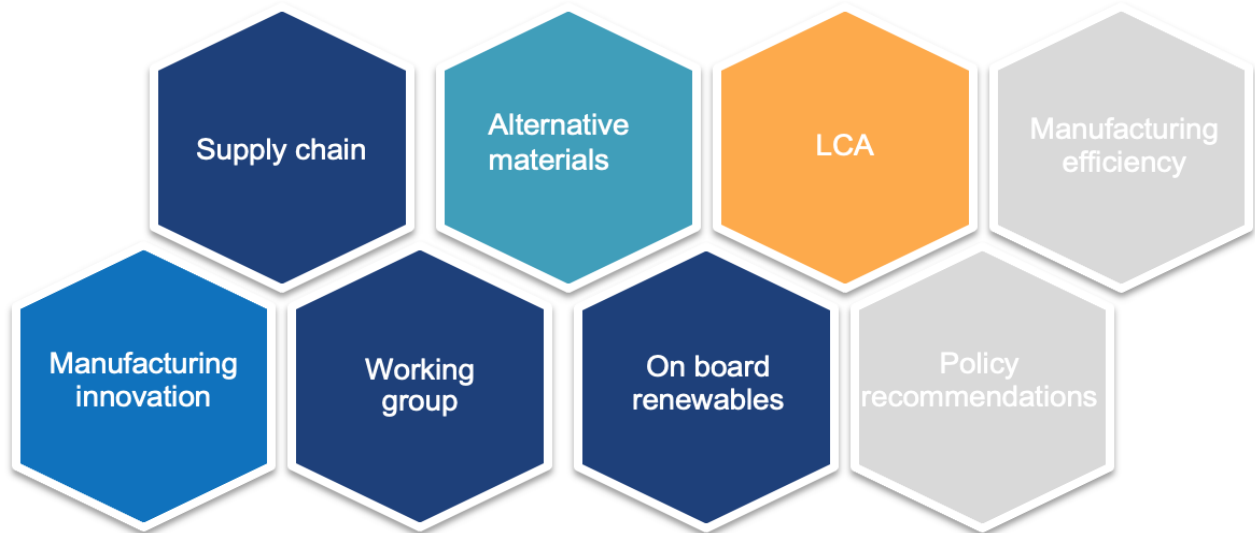 Supply chain
Alternative
materials
LCA
Manufacturing
efficiency
Manufacturing
innovation
Working
group
On board
renewables
Policy
recommendations